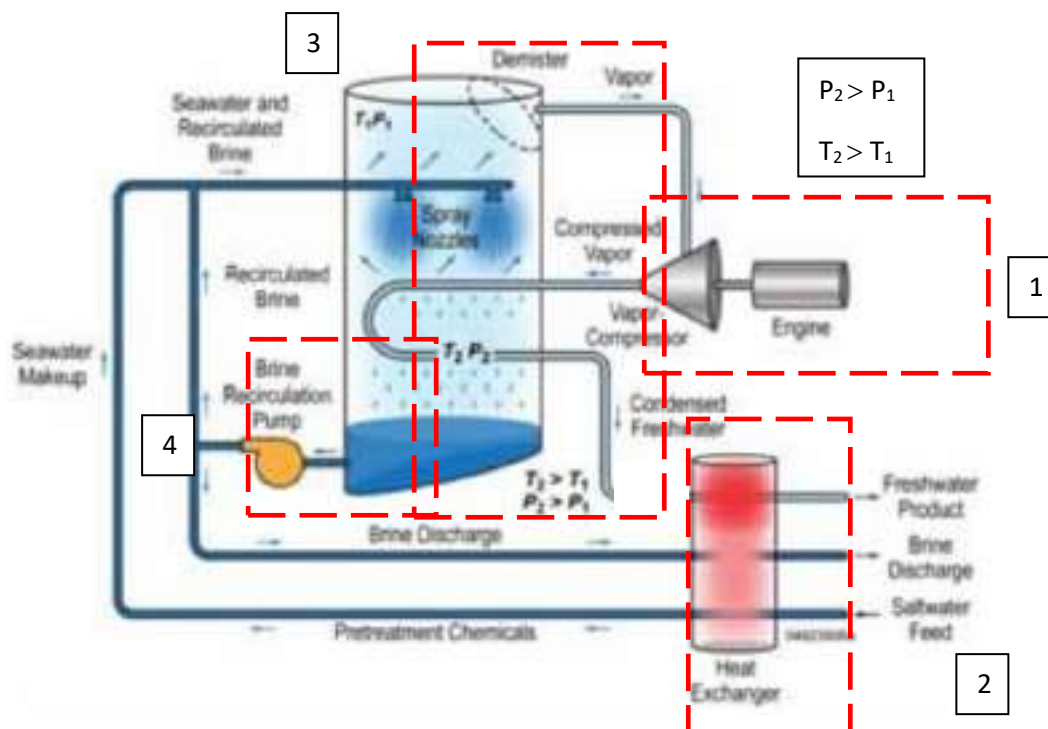 3
Demister
Vapor
P₂ > P₁
T₂ > T₁
Seawater and
Recirculated
Brine
T₁P₁
Spray
Nozzles
Compressed
Vapor
1
Recirculated
Brine
Vapor
Compressor
Engine
Seawater
Makeup
T₂ P₂
Brine
Recirculation
Pump
4
Condensed
Freshwater
T₂ > T₁
P₂ > P₁
Freshwater
Product
Brine Discharge
Brine
Discharge
Saltwater
Feed
Pretreatment Chemicals
Heat
Exchanger
2